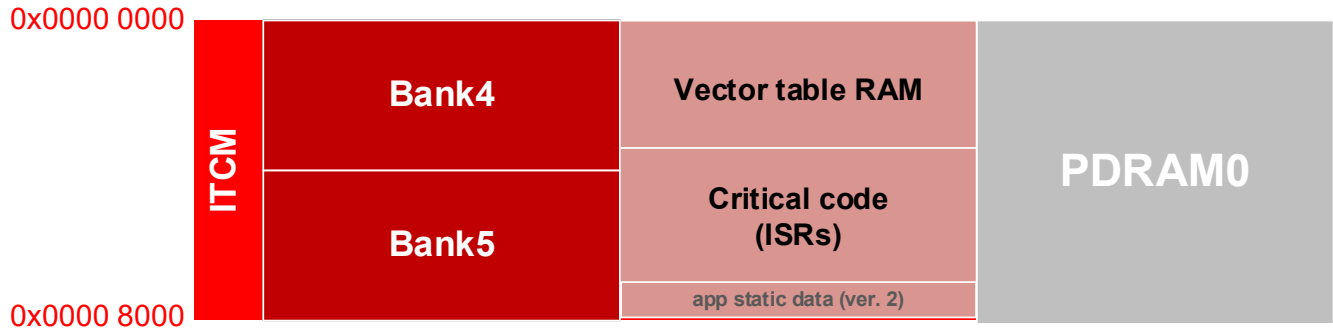 0x0000 0000
ITCM
Bank4
Vector table RAM
PDRAM0
Critical code
(ISRs)
Bank5
app static data (ver. 2)
0x0000 8000